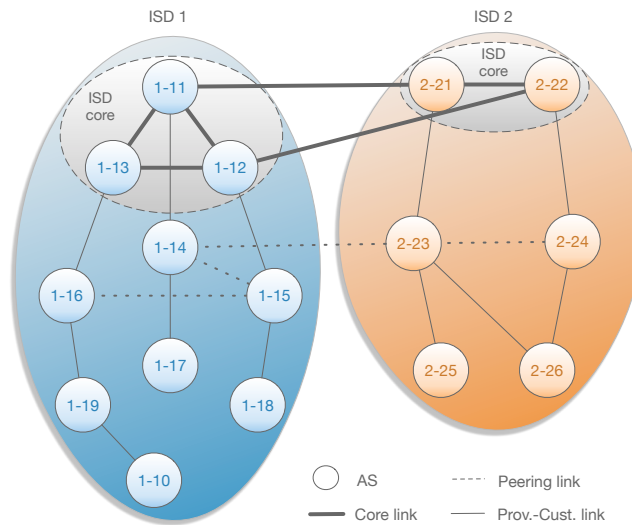 ISD 1
ISD 2
ISD
core
1-11
2-21
ISD
core
2-22
1-13
1-12
1-14
2-23
2-24
1-16
1-15
1-17
2-25
2-26
1-19
1-18
1-10
AS
Peering link
Core link
Prov.-Cust. link